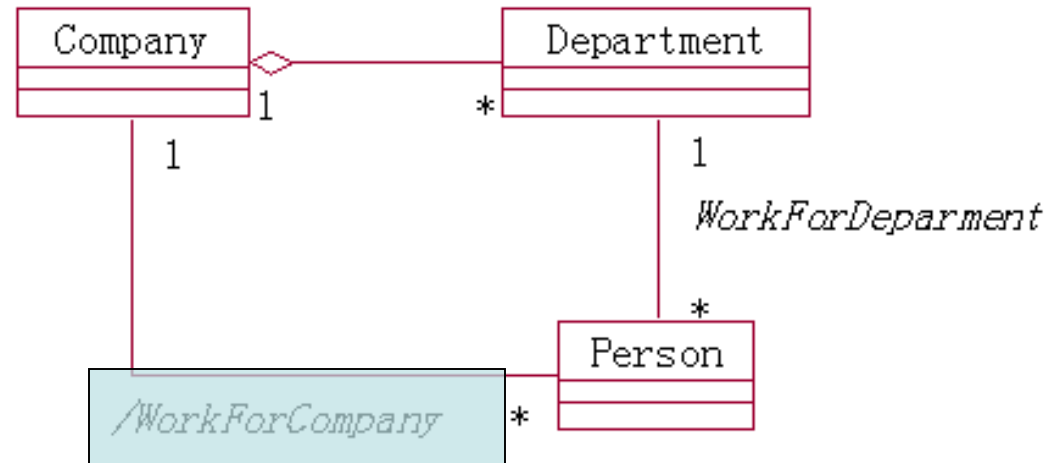 Company
Department
1
*
1
1
WorkForDeparment
*
Person
/WorkForCompany
*